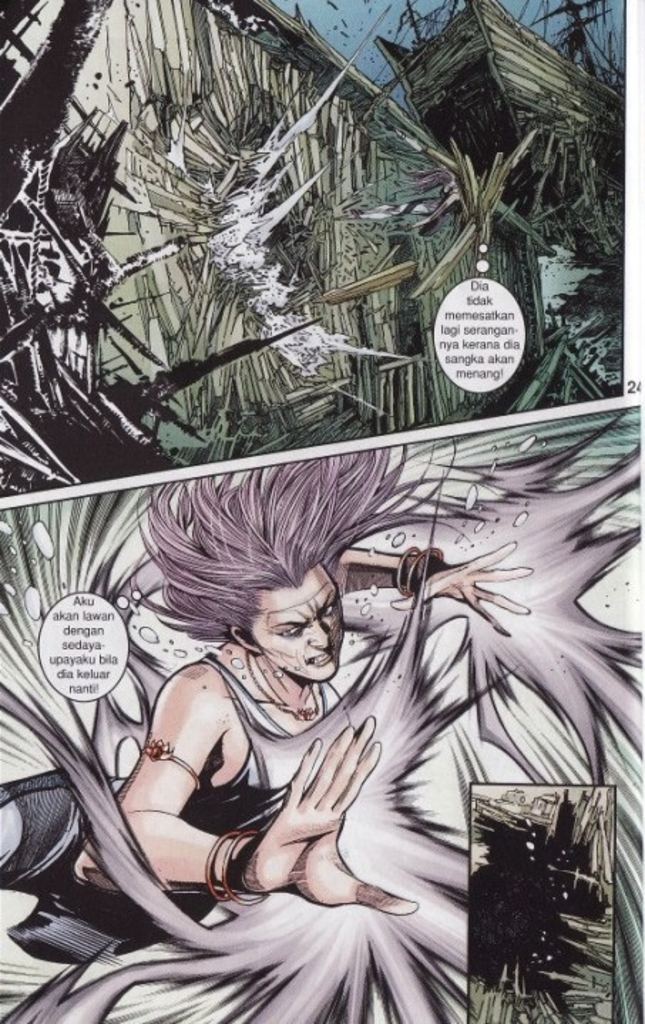 Dia
tidak
memesatkan
lagi serangan-
nya kerana dia
sangka akan
menang!
24
Aku
akan lawan
dengan
sedaya-
upayaku bila
dia keluar
nanti!